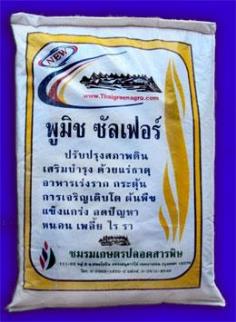 NEW
www.Thaigreenagro.com
พูมิช ซัลเฟอร์
ปรับปรุงสภาพดิน
เสริมบำรุง ด้วยแร่ธาตุ
อาหารเร่งราก กระตุ้น
การเจริญเติบโต ต้นพืช
แข็งแกร่ง ลดปัญหา
หนอน เพลี้ย ไร รา
ชมรมเกษตรปลอดสารพิษ